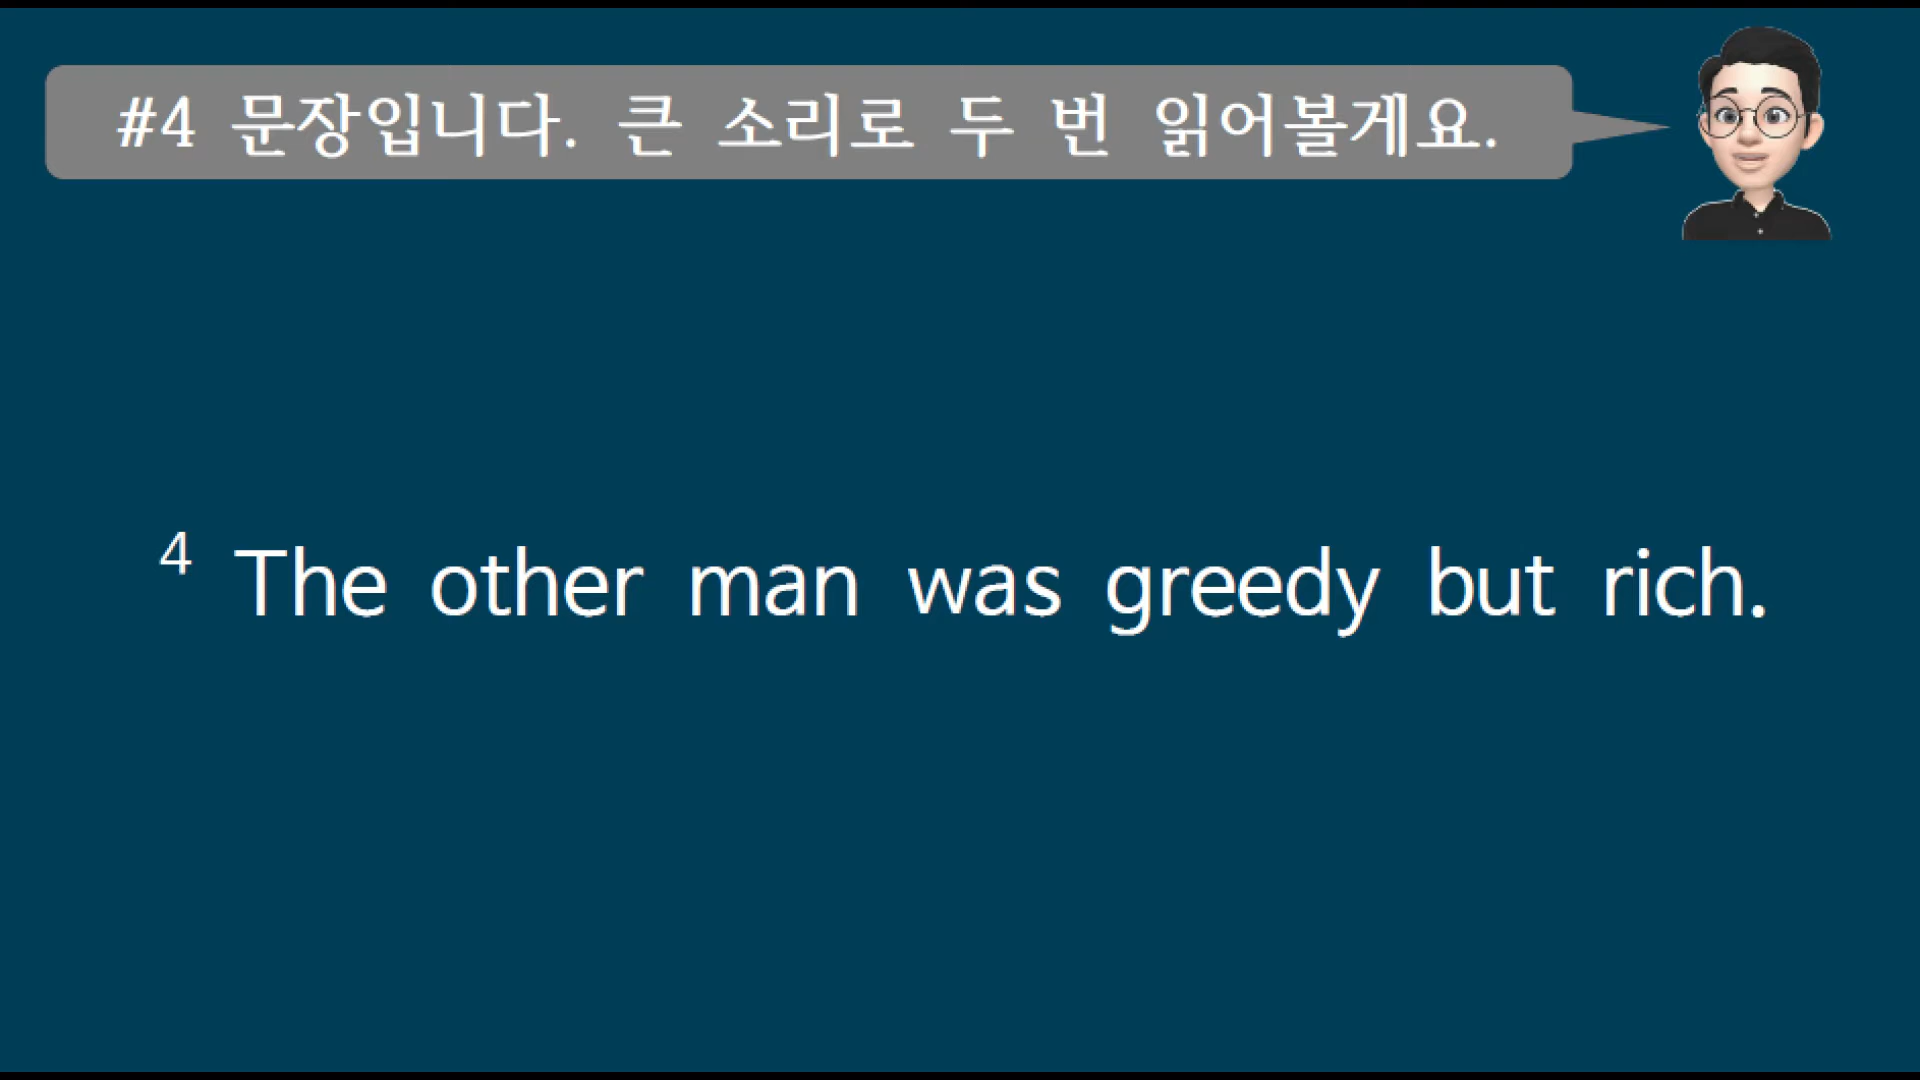 #4 문장입니다. 큰 소리로 두 번 읽어볼게요.
4 The other man was greedy but rich.